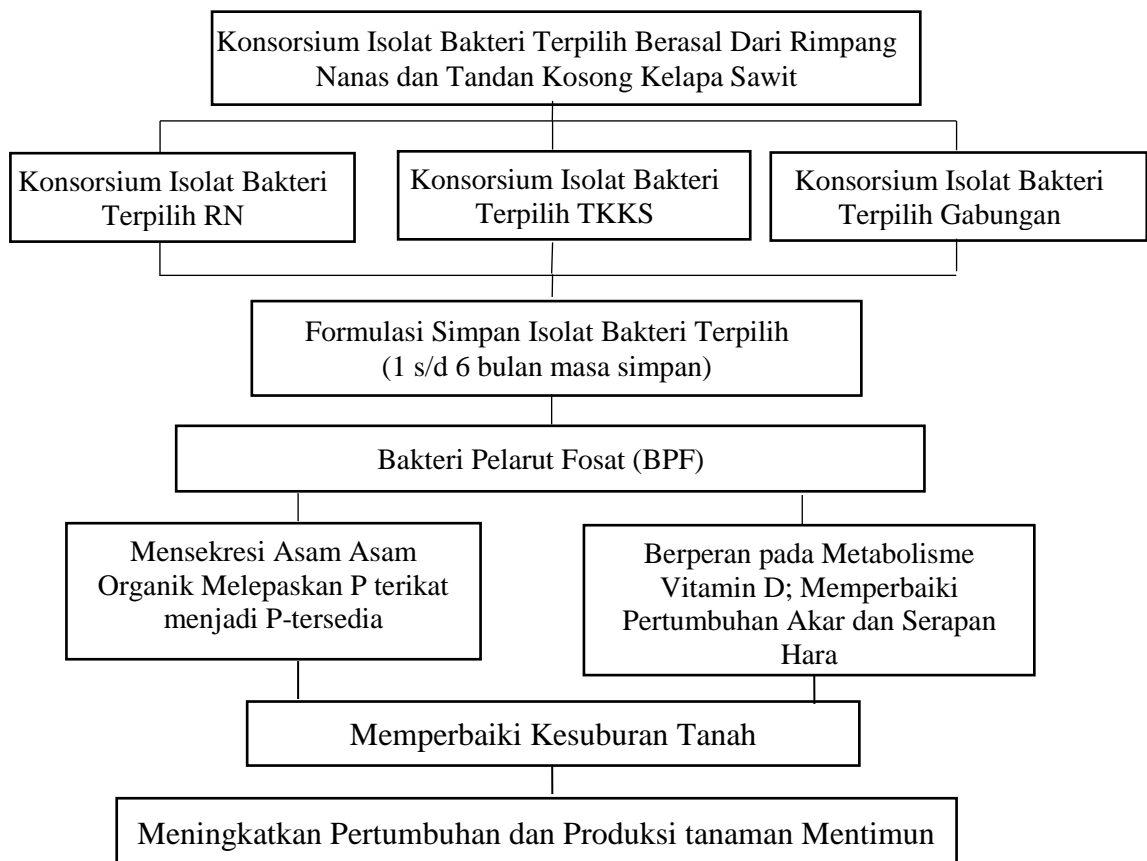 Konsorsium Isolat Bakteri Terpilih Berasal Dari Rimpang
Nanas dan Tandan Kosong Kelapa Sawit
Konsorsium Isolat Bakteri
Terpilih RN
Konsorsium Isolat Bakteri
Terpilih TKKS
Konsorsium Isolat Bakteri
Terpilih Gabungan
Formulasi Simpan Isolat Bakteri Terpilih
(1 s/d 6 bulan masa simpan)
Bakteri Pelarut Fosat (BPF)
Mensekresi Asam Asam
Organik Melepaskan P terikat
menjadi P-tersedia
Berperan pada Metabolisme
Vitamin D; Memperbaiki
Pertumbuhan Akar dan Serapan
Hara
Memperbaiki Kesuburan Tanah
Meningkatkan Pertumbuhan dan Produksi tanaman Mentimun